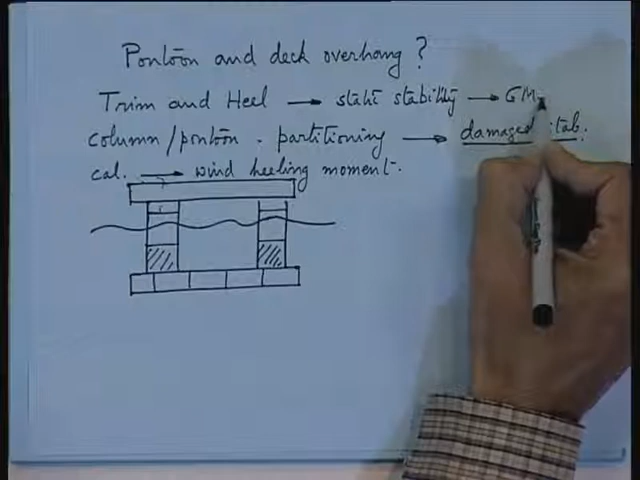 Pontoon and deck overhang ?
Trim and Heel → static stability → GM
column/pontoon . partitioning → damaged stab.
cal. → wind heeling moment.